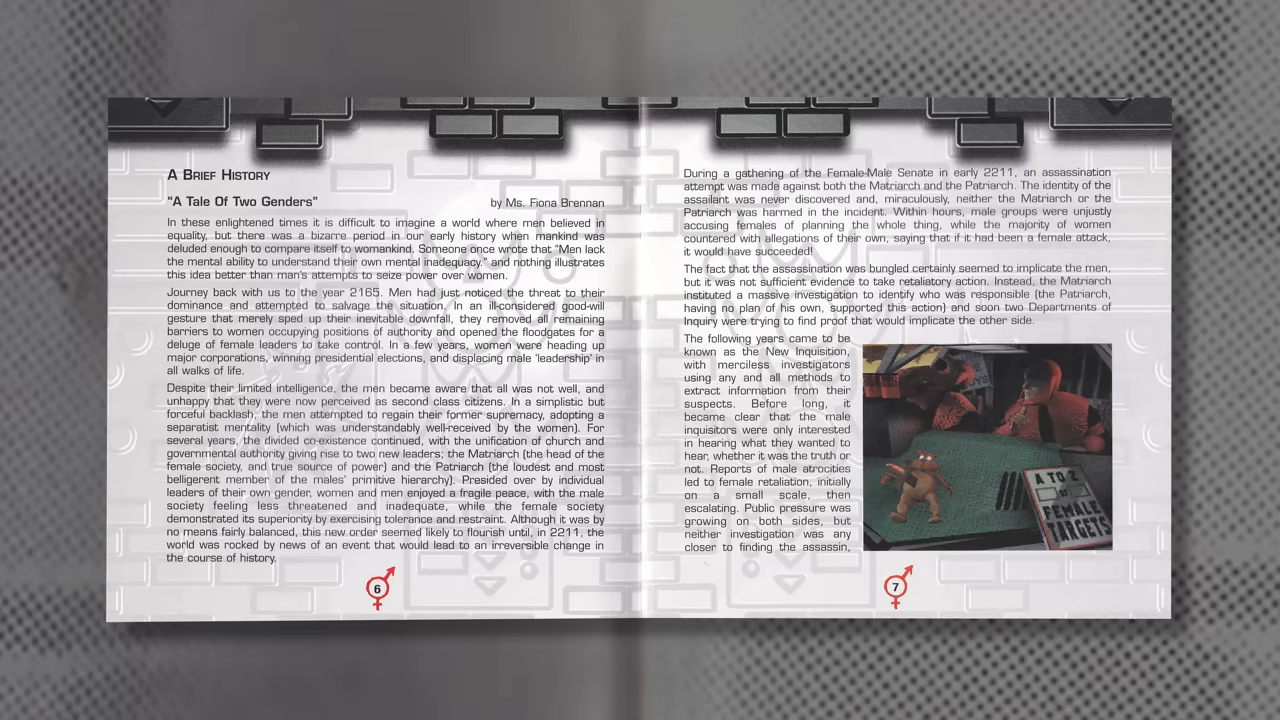 A BRIEF HISTORY
"A Tale Of Two Genders"
by Ms. Fiona Brennan
In these enlightened times it is difficult to imagine a world where men believed in
equality, but there was a bizarre period in our early history when mankind was
deluded enough to compare itself to womankind. Someone once wrote that "Men lack
the mental ability to understand their own mental inadequacy." and nothing illustrates
this idea better than man's attempts to seize power over women.
Journey back with us to the year 2165. Men had just noticed the threat to their
dominance and attempted to salvage the situation. In an ill-considered good-will
gesture that merely sped up their inevitable downfall, they removed all remaining
barriers to women occupying positions of authority and opened the floodgates for a
deluge of female leaders to take control. In a few years, women were heading up
major corporations, winning presidential elections, and displacing male 'leadership' in
all walks of life.
Despite their limited intelligence, the men became aware that all was not well, and
unhappy that they were now perceived as second class citizens. In a simplistic but
forceful backlash, the men attempted to regain their former supremacy, adopting a
separatist mentality (which was understandably well-received by the women). For
several years, the divided co-existence continued, with the unification of church and
governmental authority giving rise to two new leaders; the Matriarch (the head of the
female society, and true source of power) and the Patriarch (the loudest and most
belligerent member of the males' primitive hierarchy). Presided over by individual
leaders of their own gender, women and men enjoyed a fragile peace, with the male
society feeling less threatened and inadequate, while the female society
demonstrated its superiority by exercising tolerance and restraint. Although it was by
no means fairly balanced, this new order seemed likely to flourish until, in 2211, the
world was rocked by news of an event that would lead to an irreversible change in
the course of history.
6
During a gathering of the Female-Male Senate in early 2211, an assassination
attempt was made against both the Matriarch and the Patriarch. The identity of the
assailant was never discovered and, miraculously, neither the Matriarch or the
Patriarch was harmed in the incident. Within hours, male groups were unjustly
accusing females of planning the whole thing, while the majority of women
countered with allegations of their own, saying that if it had been a female attack,
it would have succeeded!
The fact that the assassination was bungled certainly seemed to implicate the men,
but it was not sufficient evidence to take retaliatory action. Instead, the Matriarch
instituted a massive investigation to identify who was responsible (the Patriarch,
having no plan of his own, supported this action) and soon two Departments of
Inquiry were trying to find proof that would implicate the other side.
The following years came to be
known as the New Inquisition,
with merciless investigators
using any and all methods to
extract information from their
suspects. Before long, it
became clear that the male
inquisitors were only interested
in hearing what they wanted to
hear, whether it was the truth or
not. Reports of male atrocities
led to female retaliation, initially
on a small scale, then
escalating. Public pressure was
growing on both sides, but
neither investigation was any
closer to finding the assassin,
A TO Z
OF
FEMALE
TARGETS
7